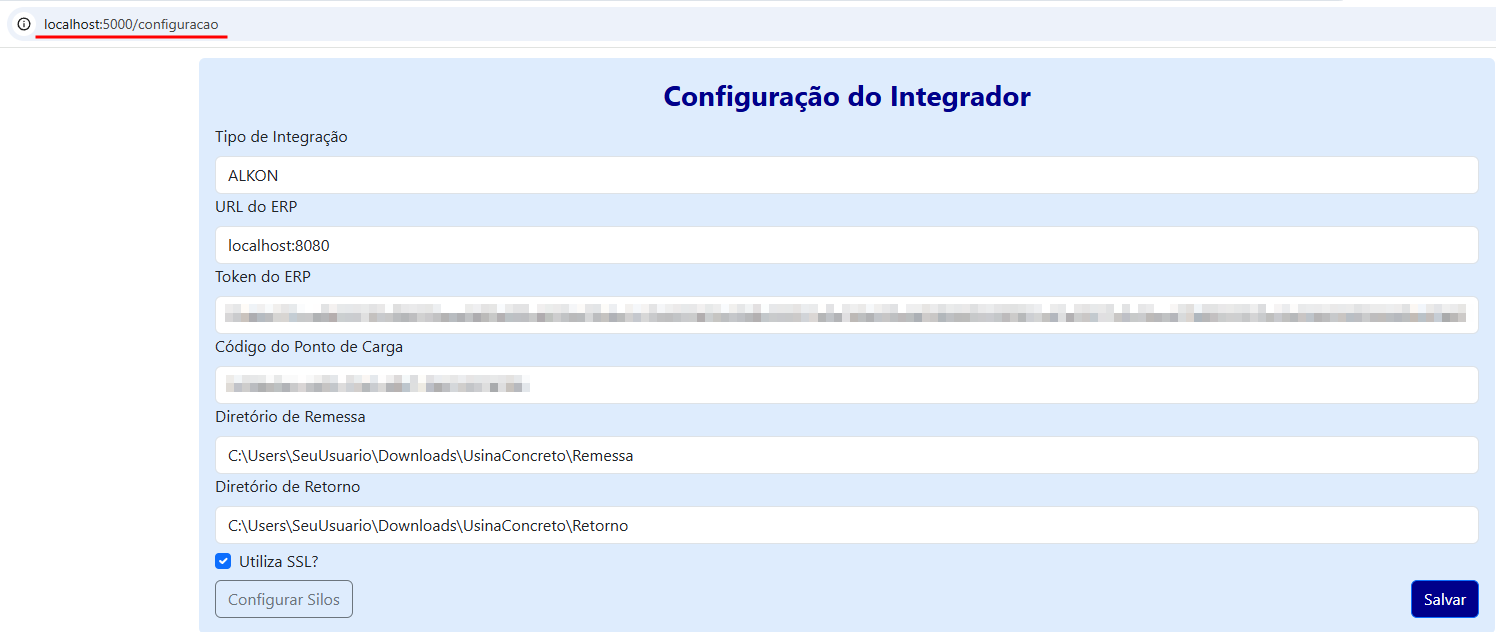 localhost:5000/configuracao
Configuração do Integrador
Tipo de Integração
ALKON
URL do ERP
localhost:8080
Token do ERP
Código do Ponto de Carga
Diretório de Remessa
C:\Users\SeuUsuario\Downloads\UsinaConcreto\Remessa
Diretório de Retorno
C:\Users\SeuUsuario\Downloads\UsinaConcreto\Retorno
Utiliza SSL?
Configurar Silos
Salvar